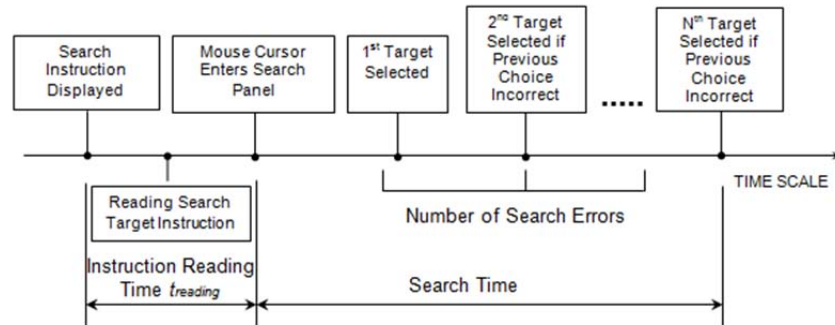 Search
Instruction
Displayed
Mouse Cursor
Enters Search
Panel
1st Target
Selected
2nd Target
Selected if
Previous
Choice
Incorrect
.....
Nth Target
Selected if
Previous
Choice
Incorrect
TIME SCALE
Reading Search
Target Instruction
Number of Search Errors
Instruction Reading
Time treading
Search Time